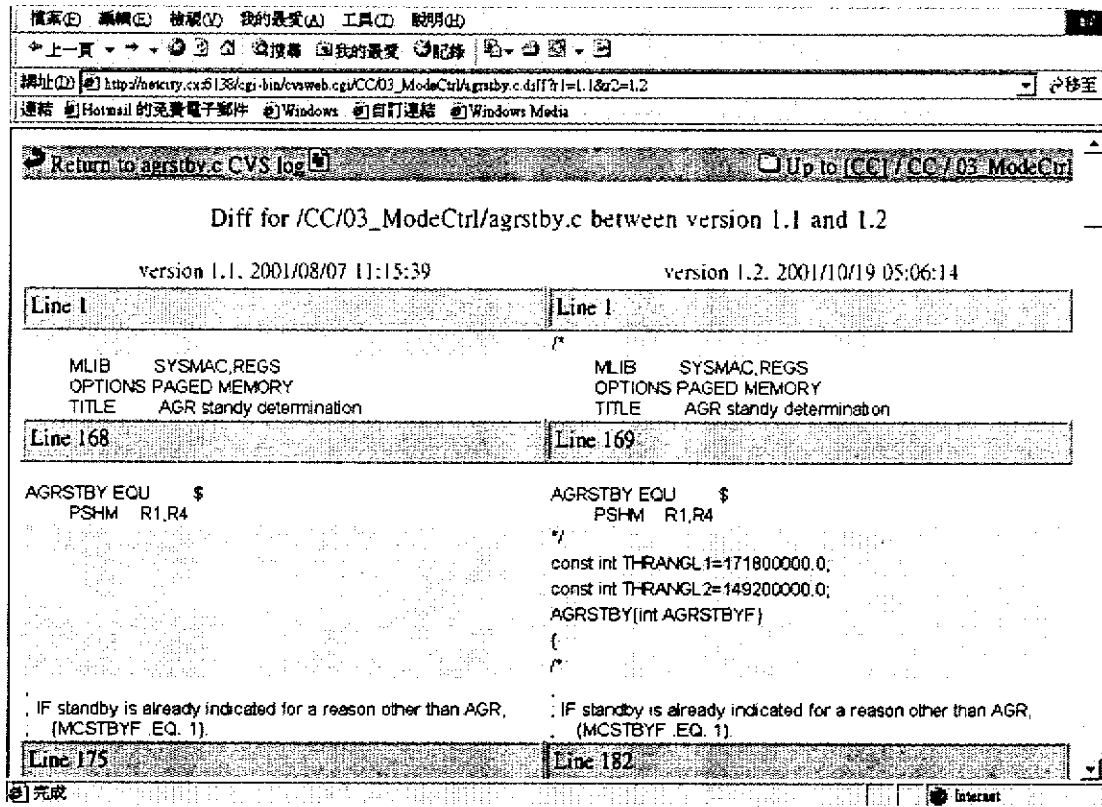 檔案(F) 編輯(E) 檢視(V) 我的最愛(A) 工具(T) 說明(H)
上一頁 搜尋 我的最愛 記錄
網址(D) http://netcity.cx:6138/cgi-bin/cvsweb.cgi/CC/03_ModeCtrl/agrstby.c.diff?r1=1.1&r2=1.2 移至
連結 Hotmail 的免費電子郵件 Windows 自訂連結 Windows Media
Return to agrstby.c CVS log Up to [CC] / CC / 03_ModeCtrl
Diff for /CC/03_ModeCtrl/agrstby.c between version 1.1 and 1.2
version 1.1, 2001/08/07 11:15:39 version 1.2, 2001/10/19 05:06:14
Line 1 Line 1
/*
MLIB SYSMAC,REGS MLIB SYSMAC,REGS
OPTIONS PAGED MEMORY OPTIONS PAGED MEMORY
TITLE AGR standy determination TITLE AGR standy determination
Line 168 Line 169
AGRSTBY EQU $ AGRSTBY EQU $
PSHM R1,R4 PSHM R1,R4
*/
const int THRANGL1=171800000.0;
const int THRANGL2=149200000.0;
AGRSTBY(int AGRSTBYF)
{
/*
; ;
; IF standby is already indicated for a reason other than AGR, ; IF standby is already indicated for a reason other than AGR,
; (MCSTBYF .EQ. 1). ; (MCSTBYF .EQ. 1).
Line 175 Line 182
完成 Internet